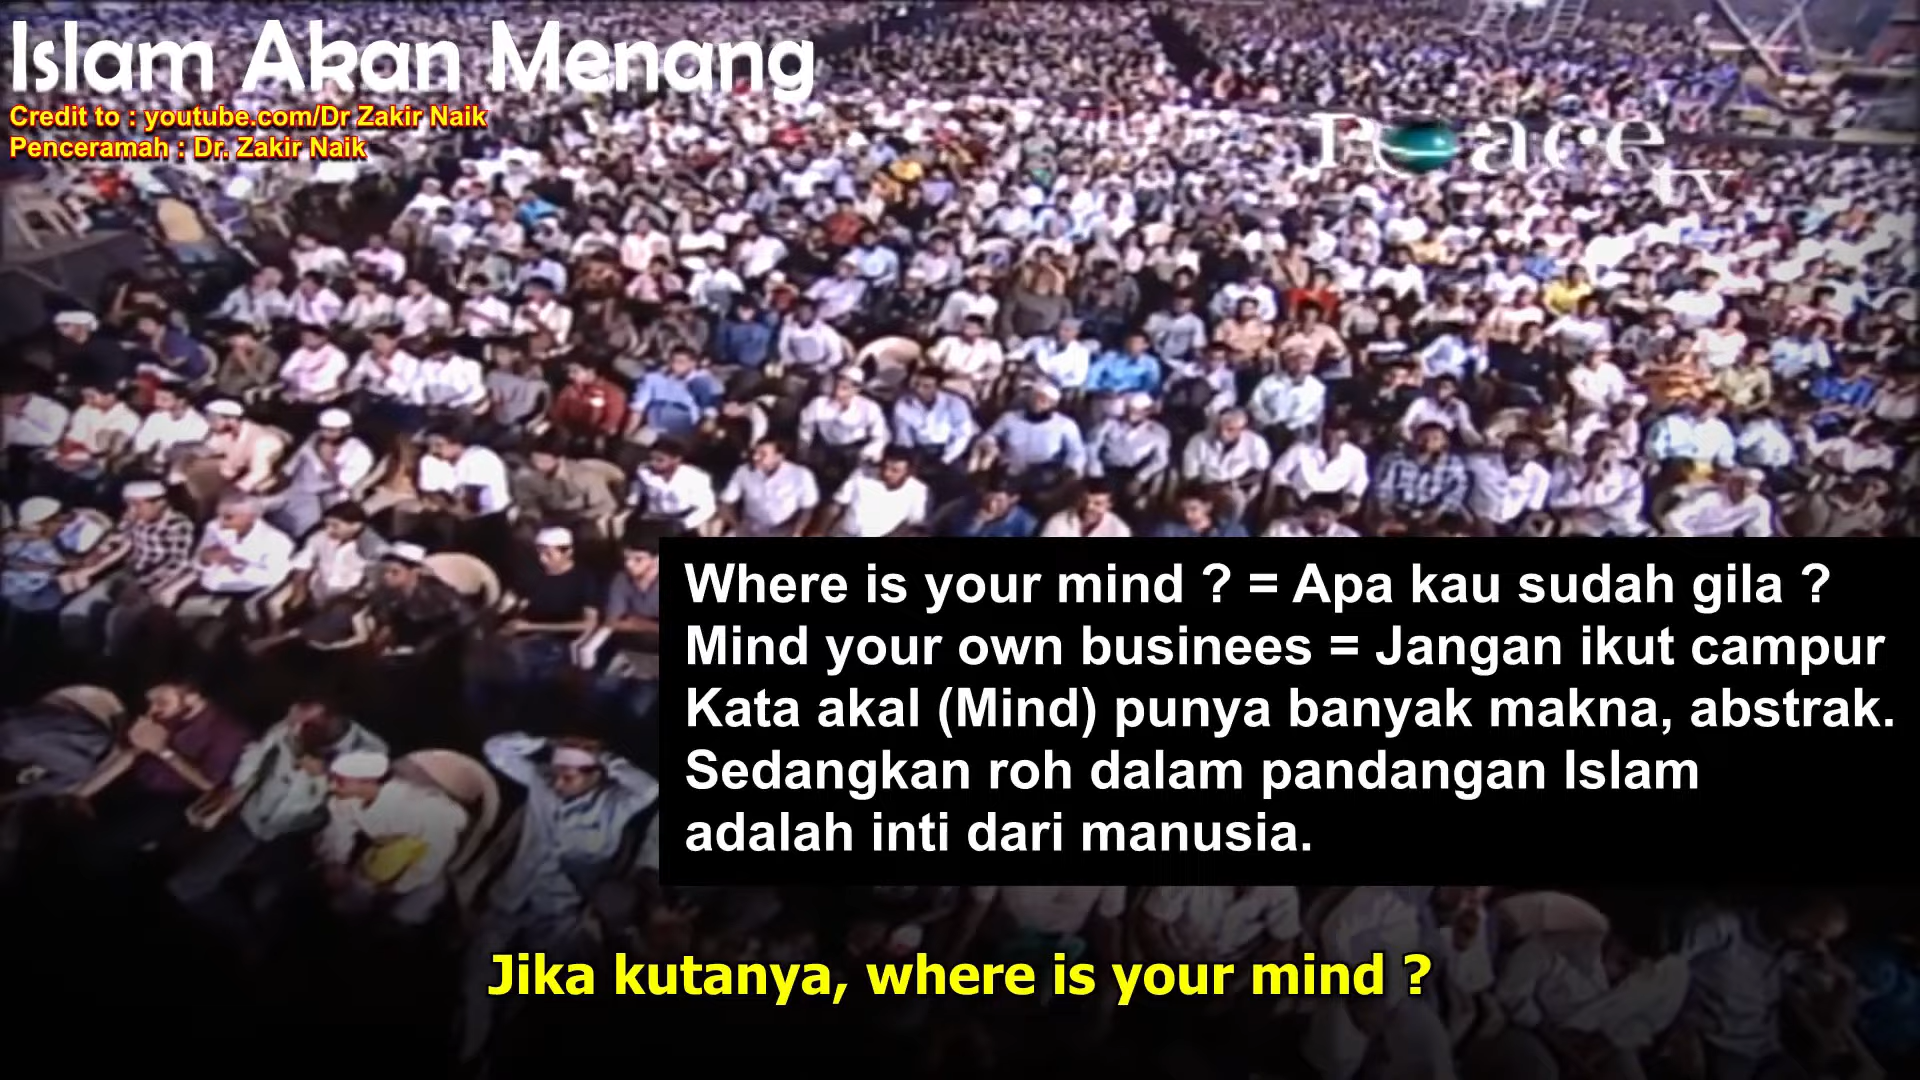 Islam Akan Menang
Credit to : youtube.com/Dr Zakir Naik
Penceramah : Dr. Zakir Naik
Peace tv
Where is your mind ? = Apa kau sudah gila ?
Mind your own businees = Jangan ikut campur
Kata akal (Mind) punya banyak makna, abstrak.
Sedangkan roh dalam pandangan Islam
adalah inti dari manusia.
Jika kutanya, where is your mind ?